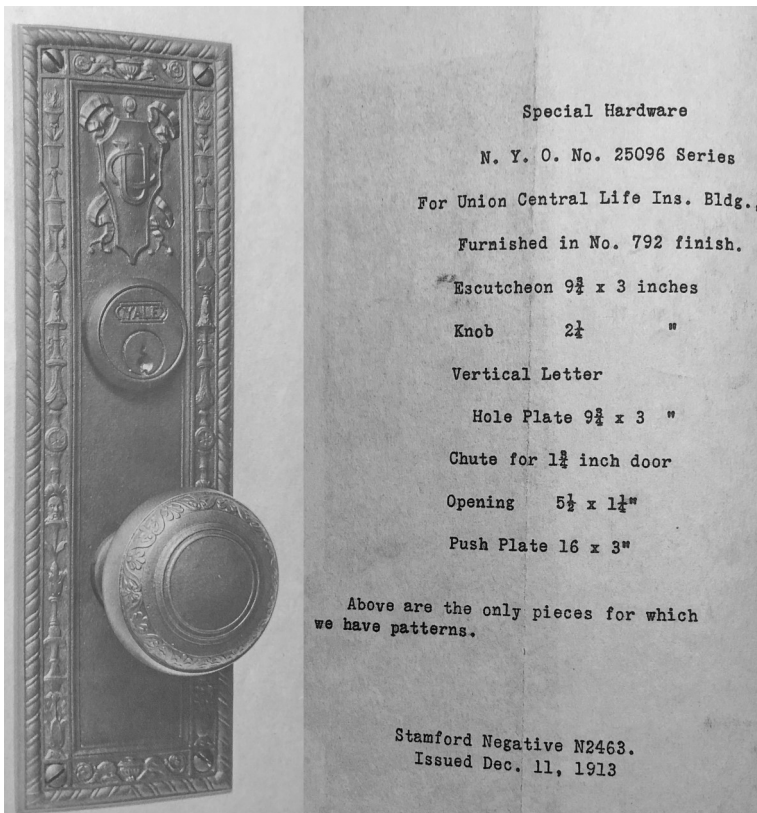 YALE
Special Hardware
N. Y. O. No. 25096 Series
For Union Central Life Ins. Bldg.,
Furnished in No. 792 finish.
Escutcheon 9¾ x 3 inches
Knob 2¼ "
Vertical Letter
Hole Plate 9¾ x 3 "
Chute for 1¾ inch door
Opening 5½ x 1¼"
Push Plate 16 x 3"
Above are the only pieces for which
we have patterns.
Stamford Negative N2463.
Issued Dec. 11, 1913